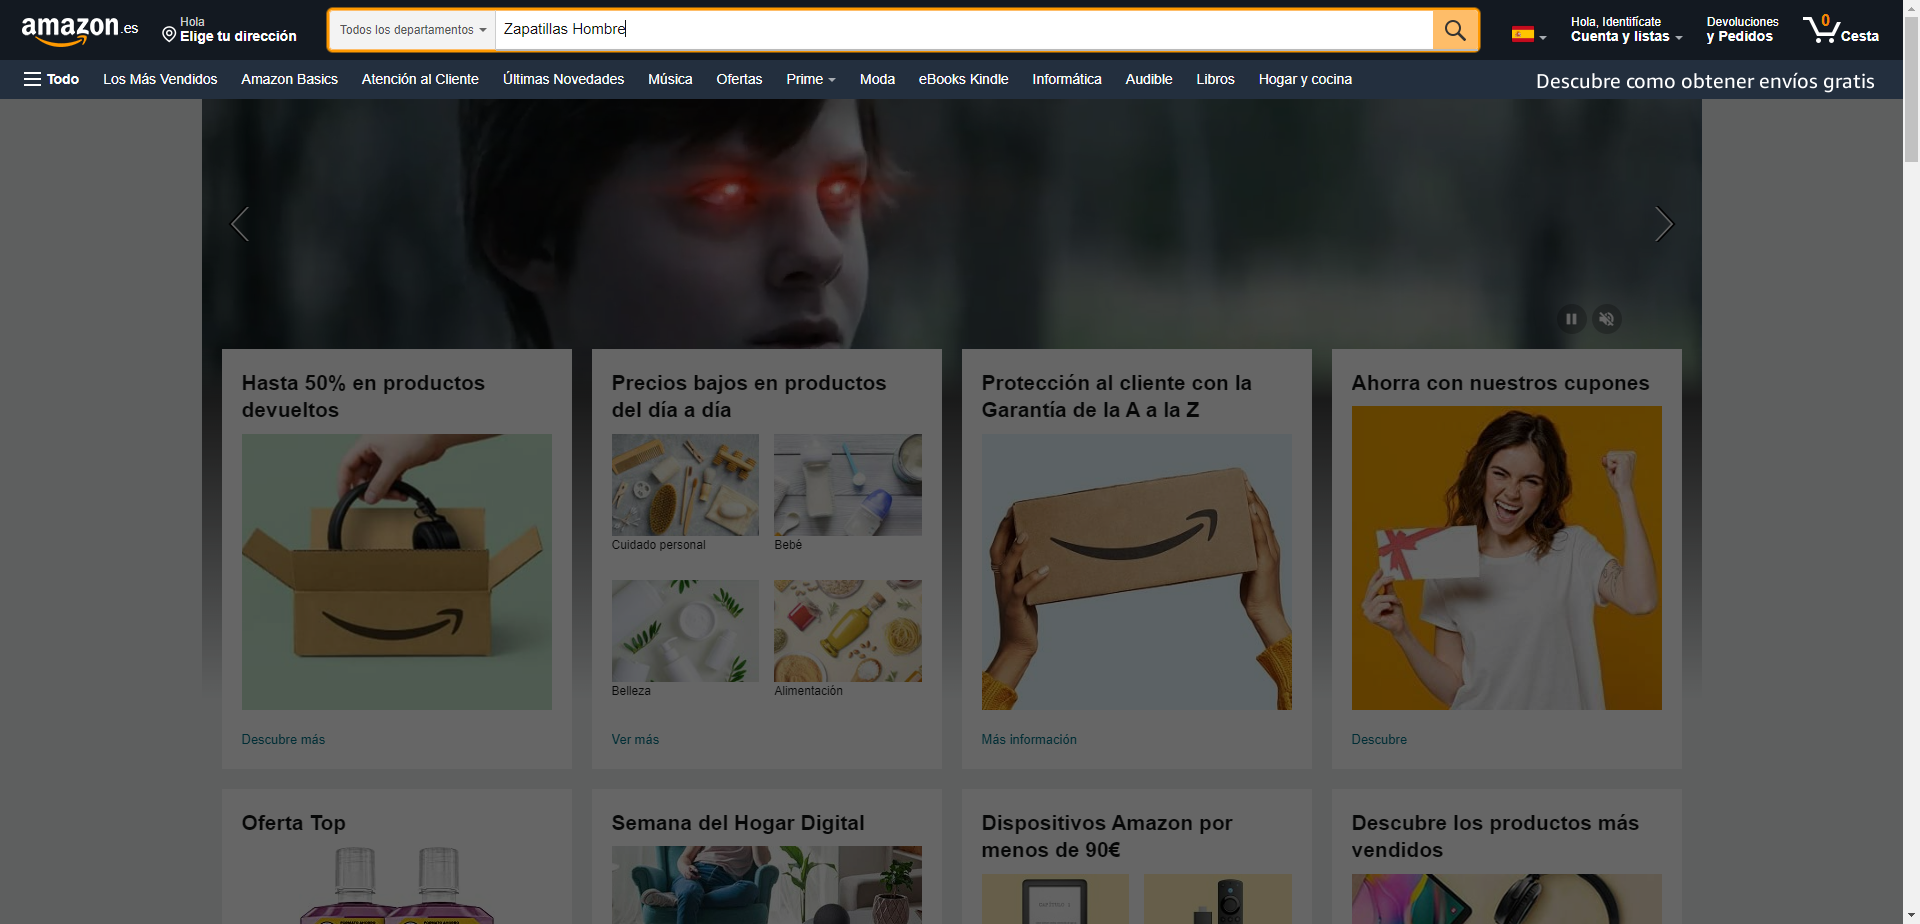 amazon.es
Hola
Elige tu dirección
Todos los departamentos
Zapatillas Hombre
Hola, Identifícate
Cuenta y listas
Devoluciones
y Pedidos
0
Cesta
Todo
Los Más Vendidos
Amazon Basics
Atención al Cliente
Últimas Novedades
Música
Ofertas
Prime
Moda
eBooks Kindle
Informática
Audible
Libros
Hogar y cocina
Descubre como obtener envíos gratis
Hasta 50% en productos
devueltos
Descubre más
Precios bajos en productos
del día a día
Cuidado personal
Bebé
Belleza
Alimentaciòn
Ver más
Protección al cliente con la
Garantía de la A a la Z
Más información
Ahorra con nuestros cupones
Descubre
Oferta Top
Semana del Hogar Digital
Dispositivos Amazon por
menos de 90€
Descubre los productos más
vendidos